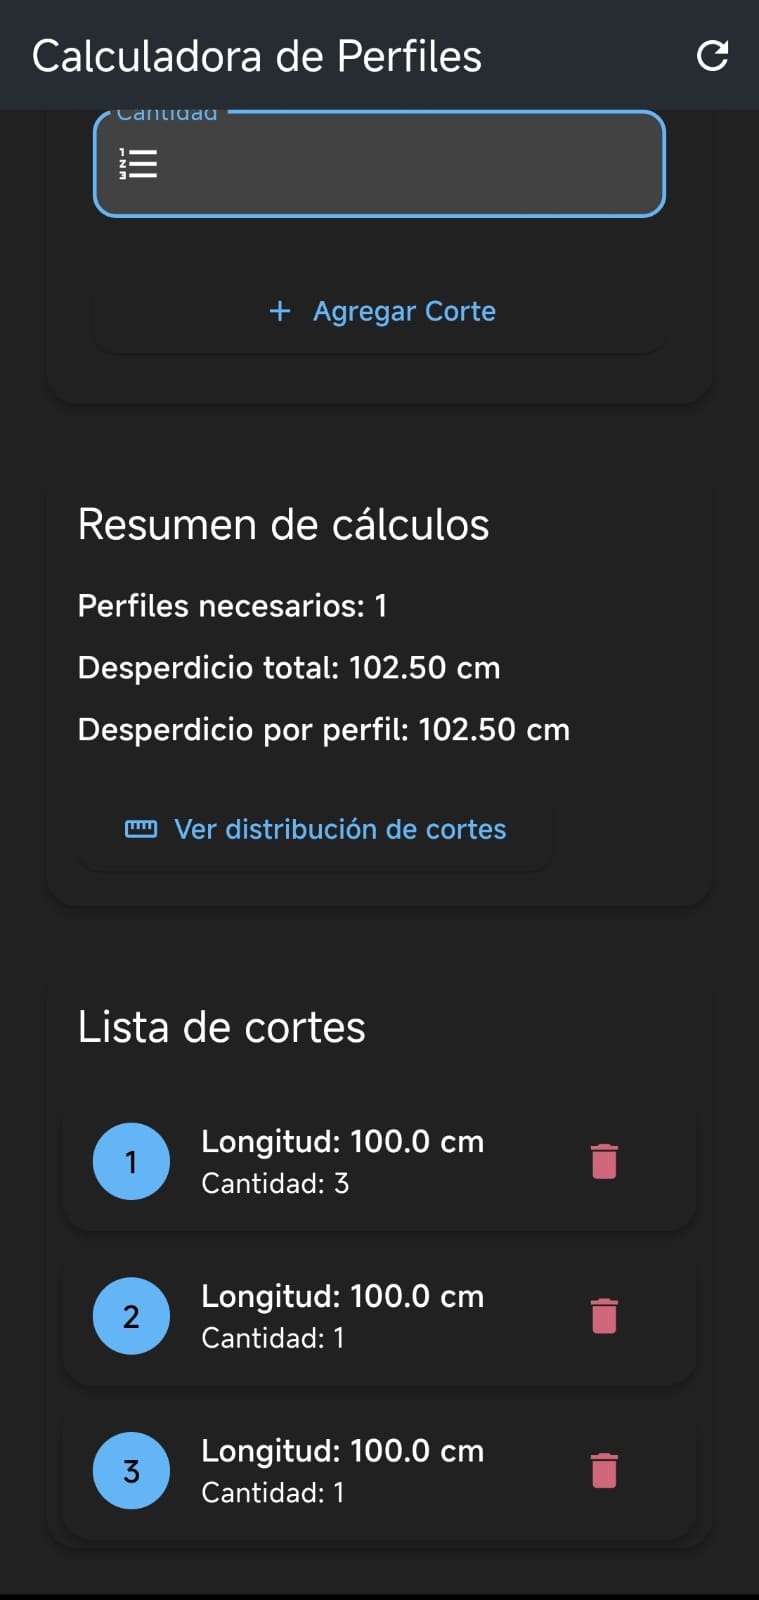 Calculadora de Perfiles
Cantidad
+ Agregar Corte
Resumen de cálculos
Perfiles necesarios: 1
Desperdicio total: 102.50 cm
Desperdicio por perfil: 102.50 cm
Ver distribución de cortes
Lista de cortes
1
Longitud: 100.0 cm
Cantidad: 3
2
Longitud: 100.0 cm
Cantidad: 1
3
Longitud: 100.0 cm
Cantidad: 1